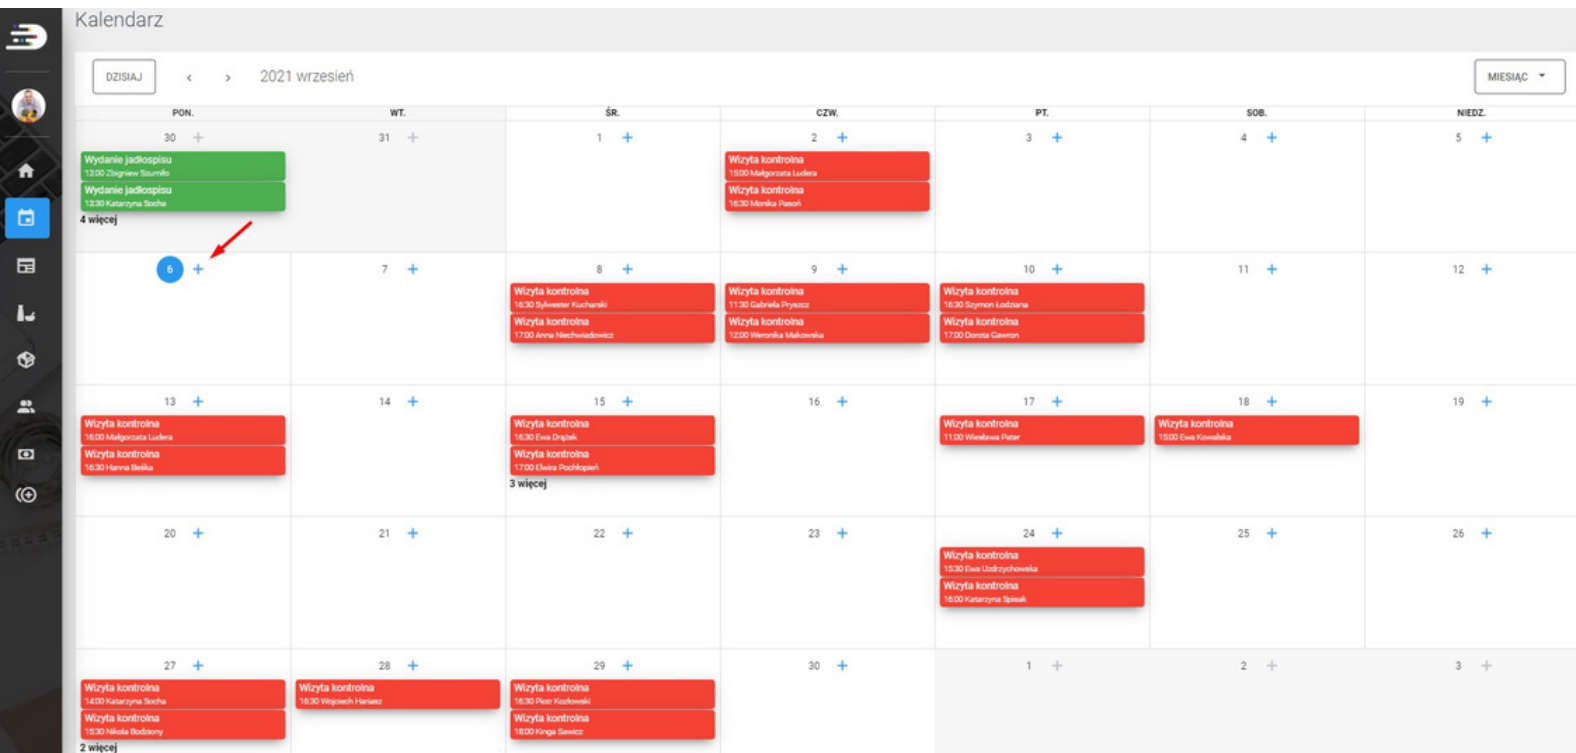 Kalendarz
DZISIAJ
‹ › 2021 wrzesień
MIESIĄC
PON. WT. ŚR. CZW. PT. SOB. NIEDZ.
30 + 31 + 1 + 2 + 3 + 4 + 5 +
Wydanie jadłospisu
13:00 Zbigniew Szumiło
Wydanie jadłospisu
13:30 Katarzyna Socha
4 więcej
Wizyta kontrolna
15:00 Małgorzata Ludera
Wizyta kontrolna
16:30 Monika Pasoń
6 + 7 + 8 + 9 + 10 + 11 + 12 +
Wizyta kontrolna
16:30 Sylwester Kucharski
Wizyta kontrolna
17:00 Anna Niechwiadowicz
Wizyta kontrolna
11:30 Gabriela Pryszcz
Wizyta kontrolna
12:00 Weronika Makowska
Wizyta kontrolna
16:30 Szymon Łodziana
Wizyta kontrolna
17:00 Dorota Gawron
13 + 14 + 15 + 16 + 17 + 18 + 19 +
Wizyta kontrolna
16:00 Małgorzata Ludera
Wizyta kontrolna
16:30 Hanna
Wizyta kontrolna
16:30 Ewa Drążek
Wizyta kontrolna
17:00 Elwira Pochłopień
3 więcej
Wizyta kontrolna
11:00 Wiesława Pater
Wizyta kontrolna
15:00 Ewa Kowalska
20 + 21 + 22 + 23 + 24 + 25 + 26 +
Wizyta kontrolna
15:30 Ewa Uzdrzychowska
Wizyta kontrolna
16:00 Katarzyna Spisak
27 + 28 + 29 + 30 + 1 + 2 + 3 +
Wizyta kontrolna
14:00 Katarzyna Socha
Wizyta kontrolna
15:30 Nikola Bodziony
2 więcej
Wizyta kontrolna
16:30 Wojciech Hariasz
Wizyta kontrolna
16:30 Piotr Kozłowski
Wizyta kontrolna
18:00 Kinga Sawicz